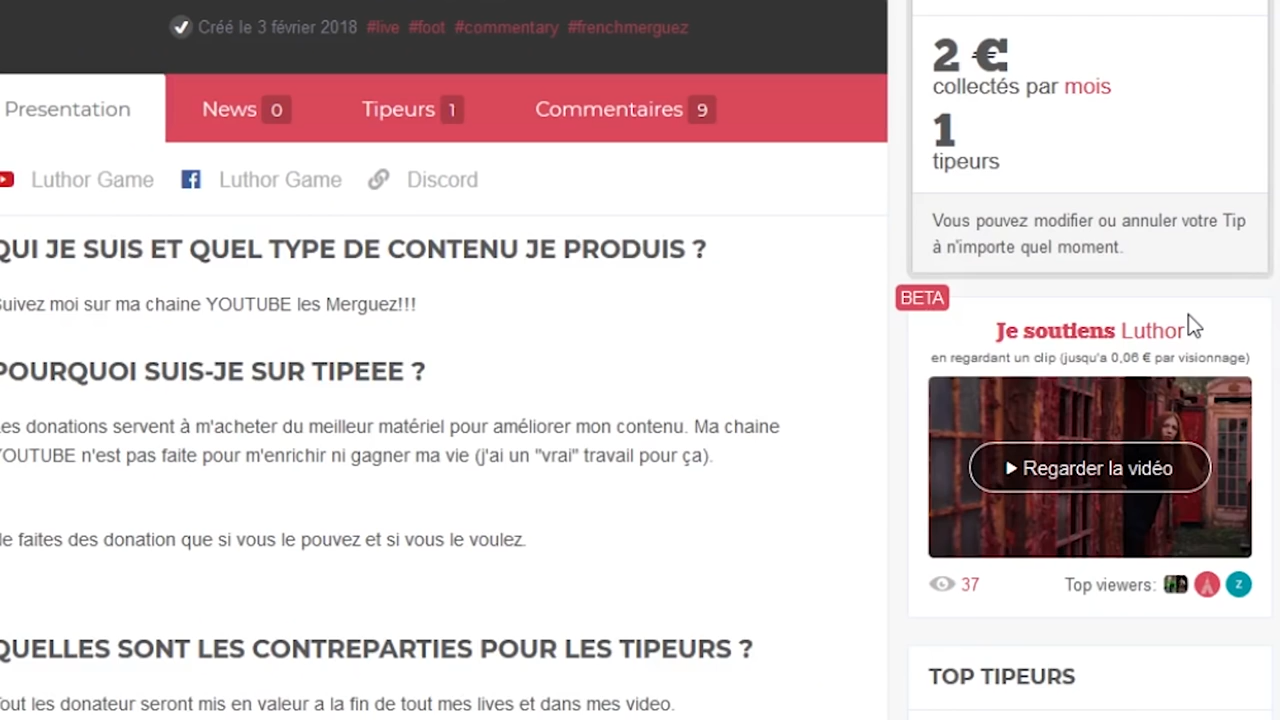 Créé le 3 février 2018 #live #foot #commentary #frenchmerguez
Presentation News 0 Tipeurs 1 Commentaires 9
Luthor Game Luthor Game Discord
QUI JE SUIS ET QUEL TYPE DE CONTENU JE PRODUIS ?
Suivez moi sur ma chaine YOUTUBE les Merguez!!!
POURQUOI SUIS-JE SUR TIPEEE ?
Les donations servent à m'acheter du meilleur matériel pour améliorer mon contenu. Ma chaine
YOUTUBE n'est pas faite pour m'enrichir ni gagner ma vie (j'ai un "vrai" travail pour ça).
Ne faites des donation que si vous le pouvez et si vous le voulez.
QUELLES SONT LES CONTREPARTIES POUR LES TIPEURS ?
Tout les donateur seront mis en valeur a la fin de tout mes lives et dans mes video.
2 €
collectés par mois
1
tipeurs
Vous pouvez modifier ou annuler votre Tip
à n'importe quel moment.
BETA
Je soutiens Luthor
en regardant un clip (jusqu'a 0,06 € par visionnage)
Regarder la vidéo
37 Top viewers: Z
TOP TIPEURS